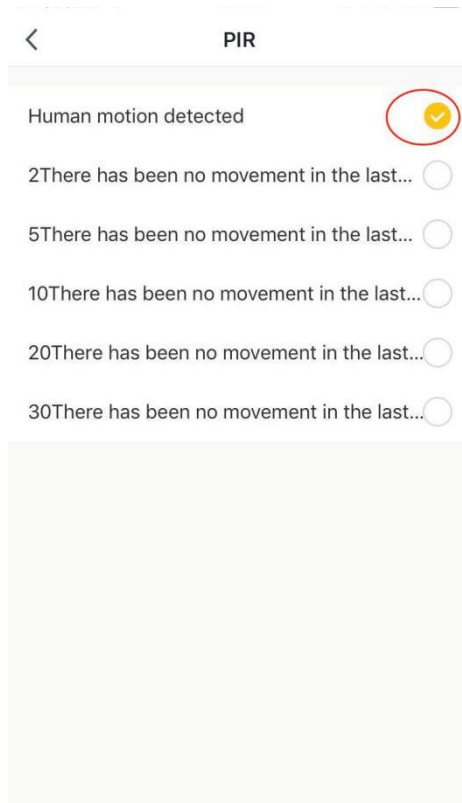 PIR
Human motion detected
2There has been no movement in the last...
5There has been no movement in the last...
10There has been no movement in the last...
20There has been no movement in the last...
30There has been no movement in the last...